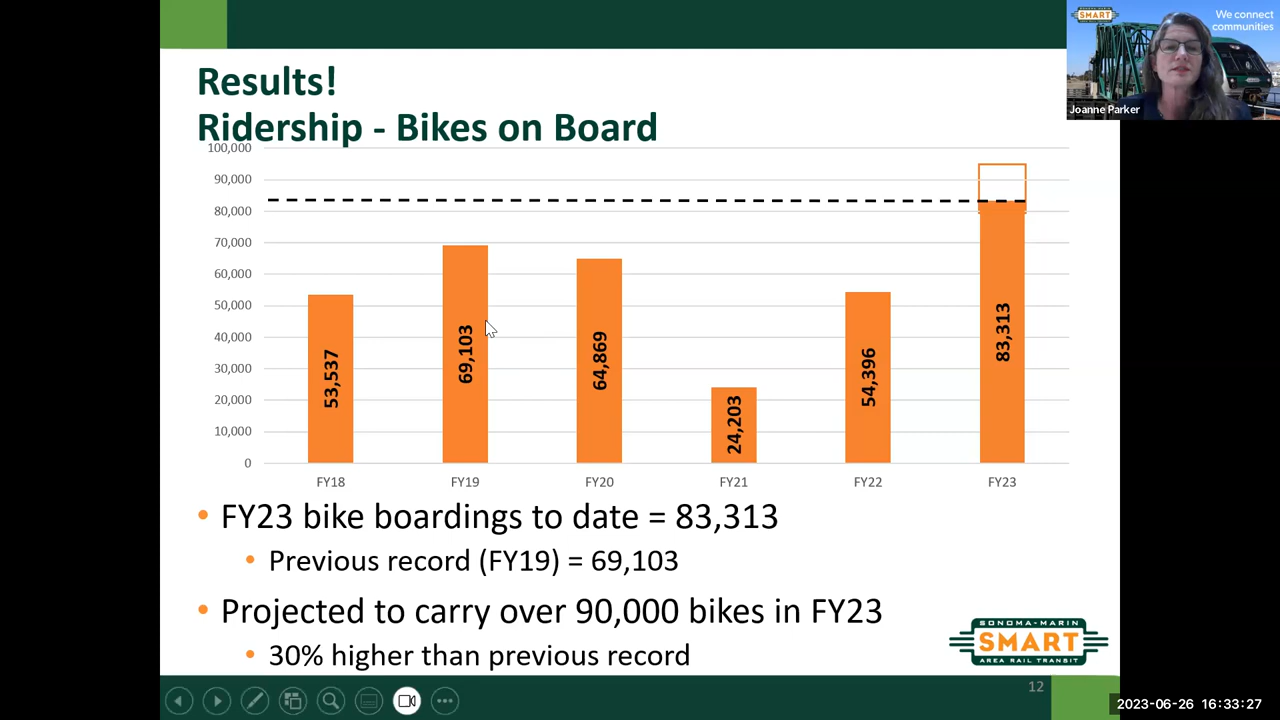 SONOMA-MARIN
SMART
We connect
communities
Joanne Parker
Results!
Ridership - Bikes on Board
100,000
90,000
80,000
70,000
60,000
50,000
40,000
30,000
20,000
10,000
0
53,537
69,103
64,869
24,203
54,396
83,313
FY18
FY19
FY20
FY21
FY22
FY23
• FY23 bike boardings to date = 83,313
• Previous record (FY19) = 69,103
• Projected to carry over 90,000 bikes in FY23
• 30% higher than previous record
SONOMA-MARIN
SMART
AREA RAIL TRANSIT
12
2023-06-26 16:33:27